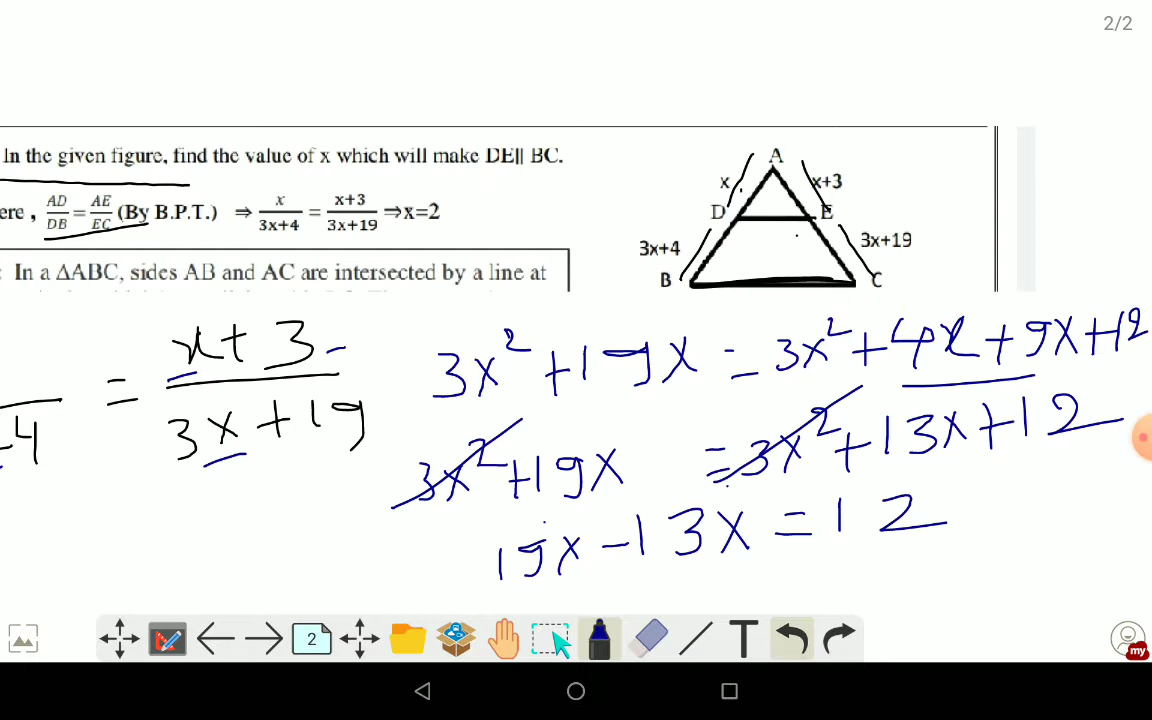 2/2
In the given figure, find the value of x which will make DE|| BC.
ere , AD/DB = AE/EC (By B.P.T.) ⇒ x/3x+4 = x+3/3x+19 ⇒x=2
: In a ΔABC, sides AB and AC are intersected by a line at
A
x
x+3
D
E
3x+4
3x+19
B
C
4 = x+3/3x+19
3x²+19x = 3x²+4x+9x+12
3x²+19x = 3x²+13x+12
19x-13x=12
2
T
my